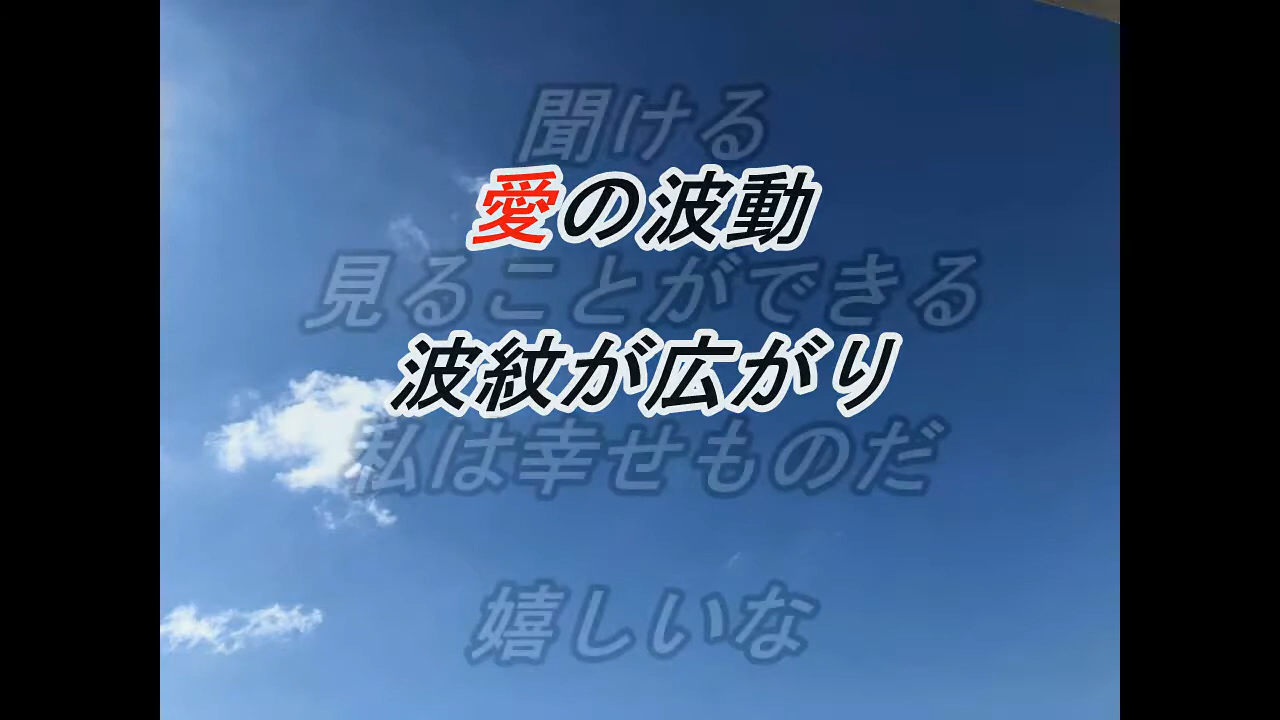 聞ける
愛の波動
見ることができる
波紋が広がり
私は幸せものだ
嬉しいな